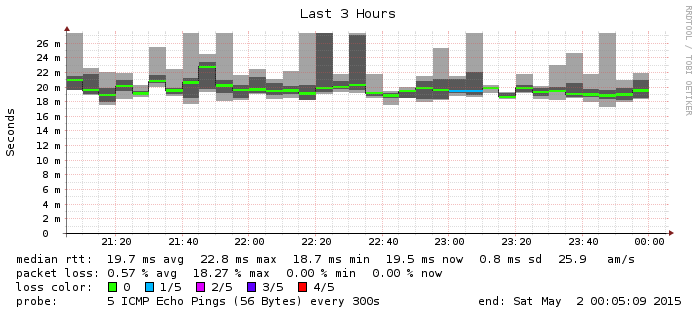 Last 3 Hours
RRDTOOL / TOBI OETIKER
Seconds
26 m
24 m
22 m
20 m
18 m
16 m
14 m
12 m
10 m
8 m
6 m
4 m
2 m
0
21:20 21:40 22:00 22:20 22:40 23:00 23:20 23:40 00:00
median rtt: 19.7 ms avg 22.8 ms max 18.7 ms min 19.5 ms now 0.8 ms sd 25.9 am/s
packet loss: 0.57 % avg 18.27 % max 0.00 % min 0.00 % now
loss color: 0 1/5 2/5 3/5 4/5
probe: 5 ICMP Echo Pings (56 Bytes) every 300s end: Sat May 2 00:05:09 2015